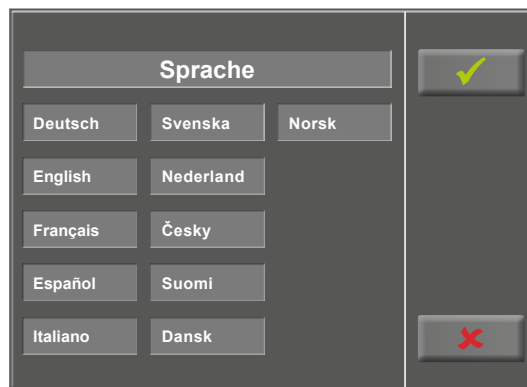 Sprache
Deutsch Svenska Norsk
English Nederland
Français Česky
Español Suomi
Italiano Dansk